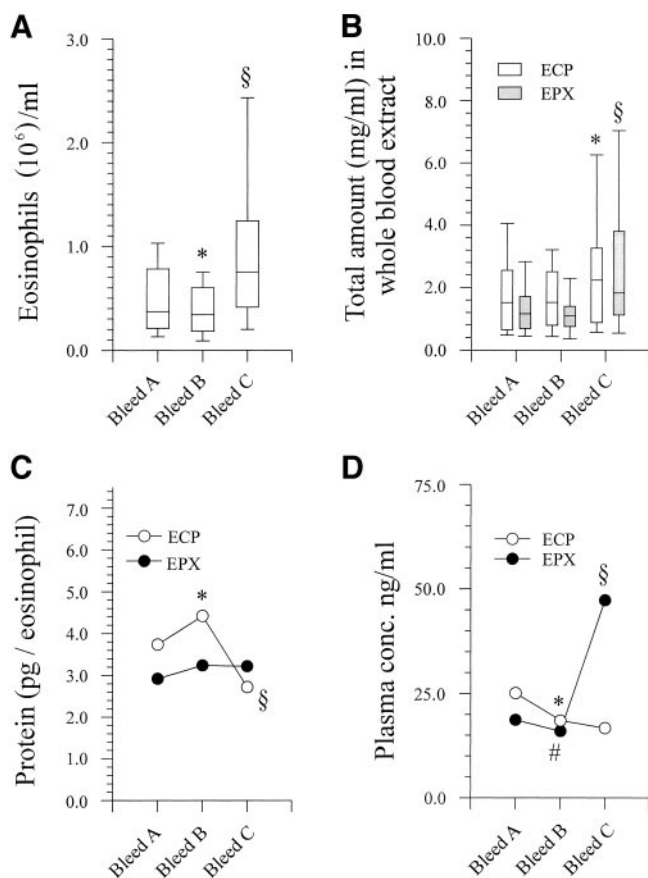 A
Eosinophils (10⁶)/ml
3.0
2.0
1.0
0.0
§
*
Bleed A
Bleed B
Bleed C
B
Total amount (mg/ml) in
whole blood extract
10.0
8.0
6.0
4.0
2.0
0.0
ECP
EPX
*
§
Bleed A
Bleed B
Bleed C
C
Protein (pg / eosinophil)
7.0
6.0
5.0
4.0
3.0
2.0
1.0
0.0
ECP
EPX
*
§
Bleed A
Bleed B
Bleed C
D
Plasma conc. ng/ml
75.0
50.0
25.0
0.0
ECP
EPX
§
*
#
Bleed A
Bleed B
Bleed C